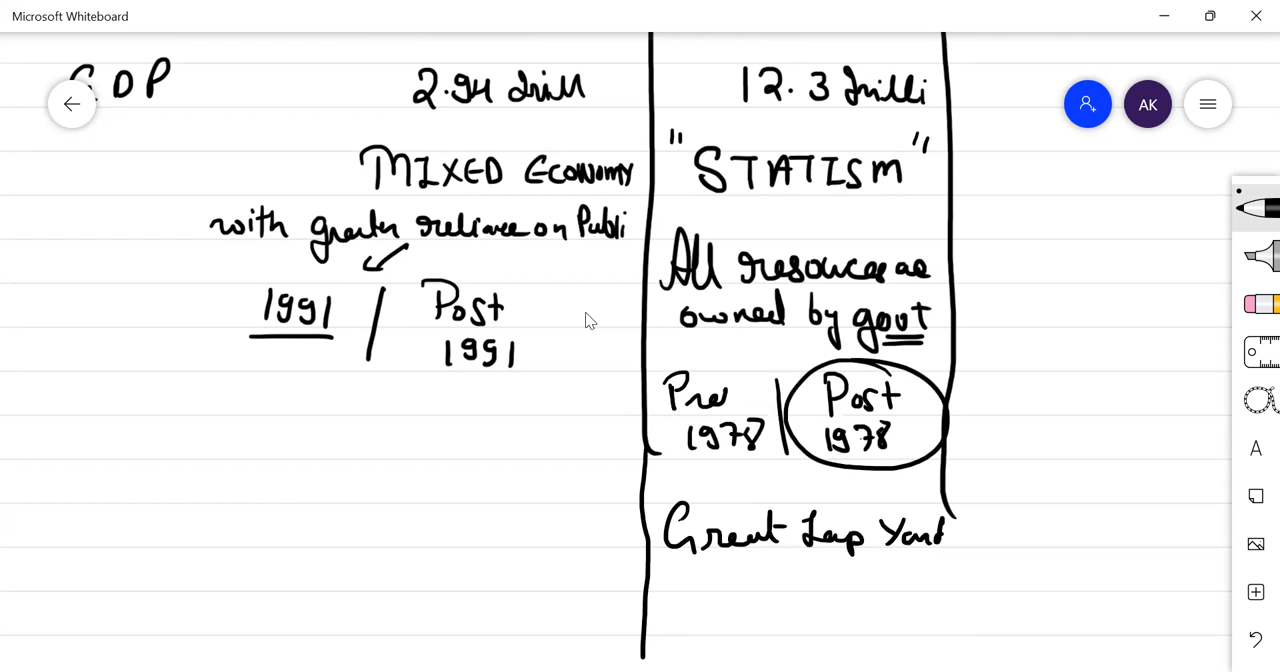 Microsoft Whiteboard
GDP 2.94 trill 12.3 trilli
MIXED ECONOMY "STATISM"
with greater reliance on Publi
All resources are
owned by govt
1991 / Post
1991
Pre | Post
1978 1978
Great Leap
AK
A